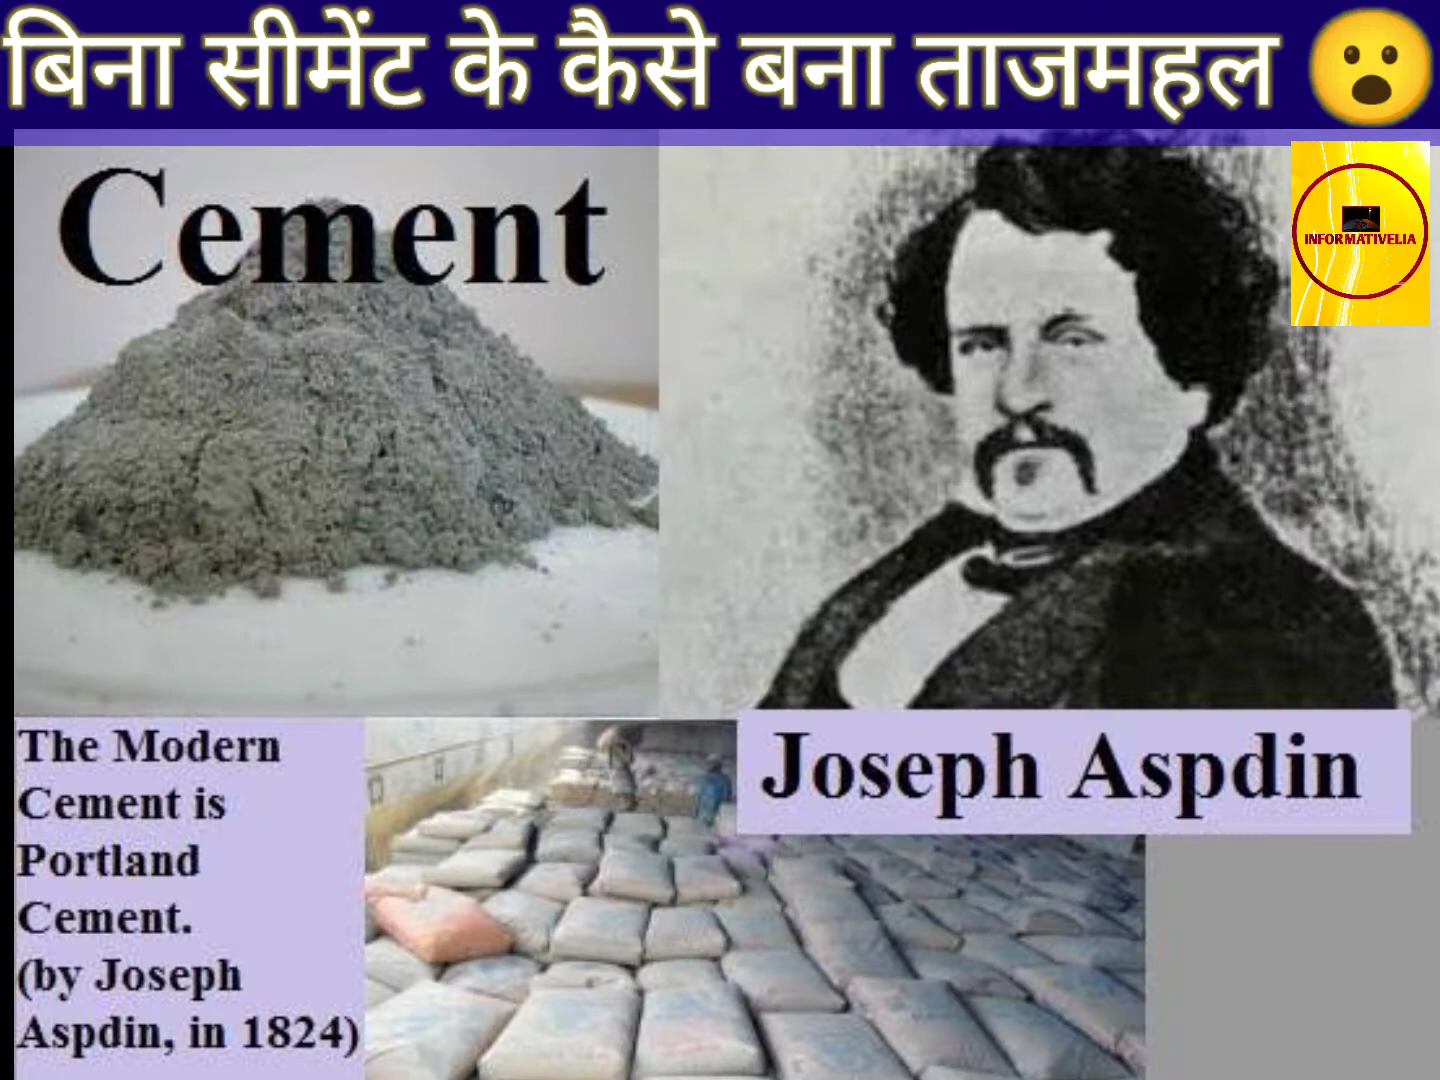 बिना सीमेंट के कैसे बना ताजमहल
Cement
INFORMATIVELIA
The Modern
Cement is
Portland
Cement.
(by Joseph
Aspdin, in 1824)
Joseph Aspdin